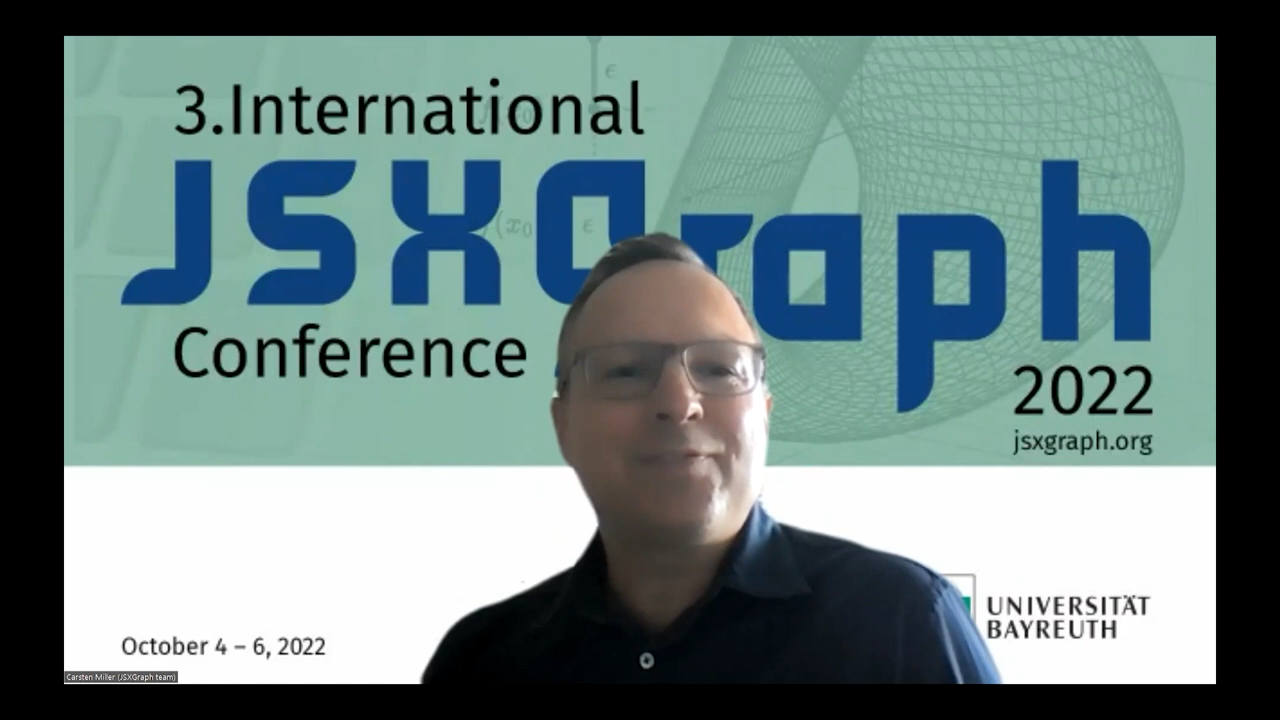 3.International
JSXGraph
Conference
2022
jsxgraph.org
October 4 – 6, 2022
UNIVERSITÄT
BAYREUTH
Carsten Miller (JSXGraph team)